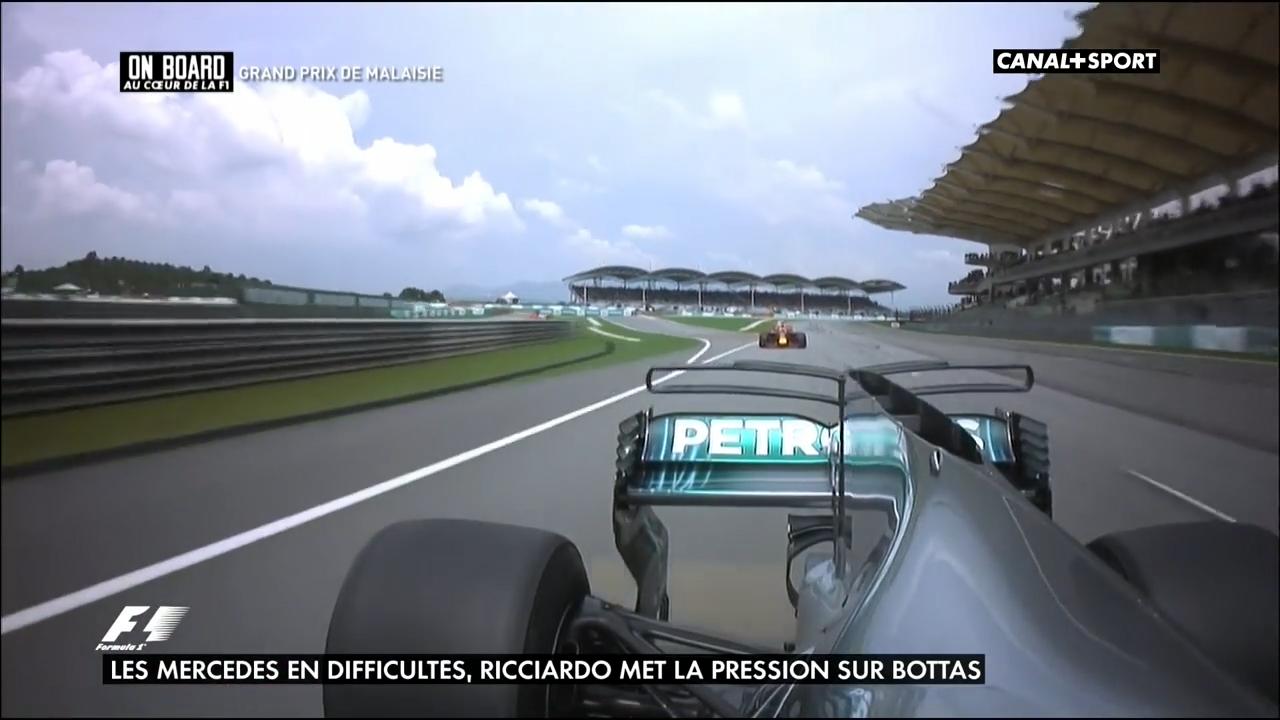 ON BOARD
AU CŒUR DE LA F1
GRAND PRIX DE MALAISIE
CANAL+SPORT
PETR S
F1
Formula 1
LES MERCEDES EN DIFFICULTÉS, RICCIARDO MET LA PRESSION SUR BOTTAS